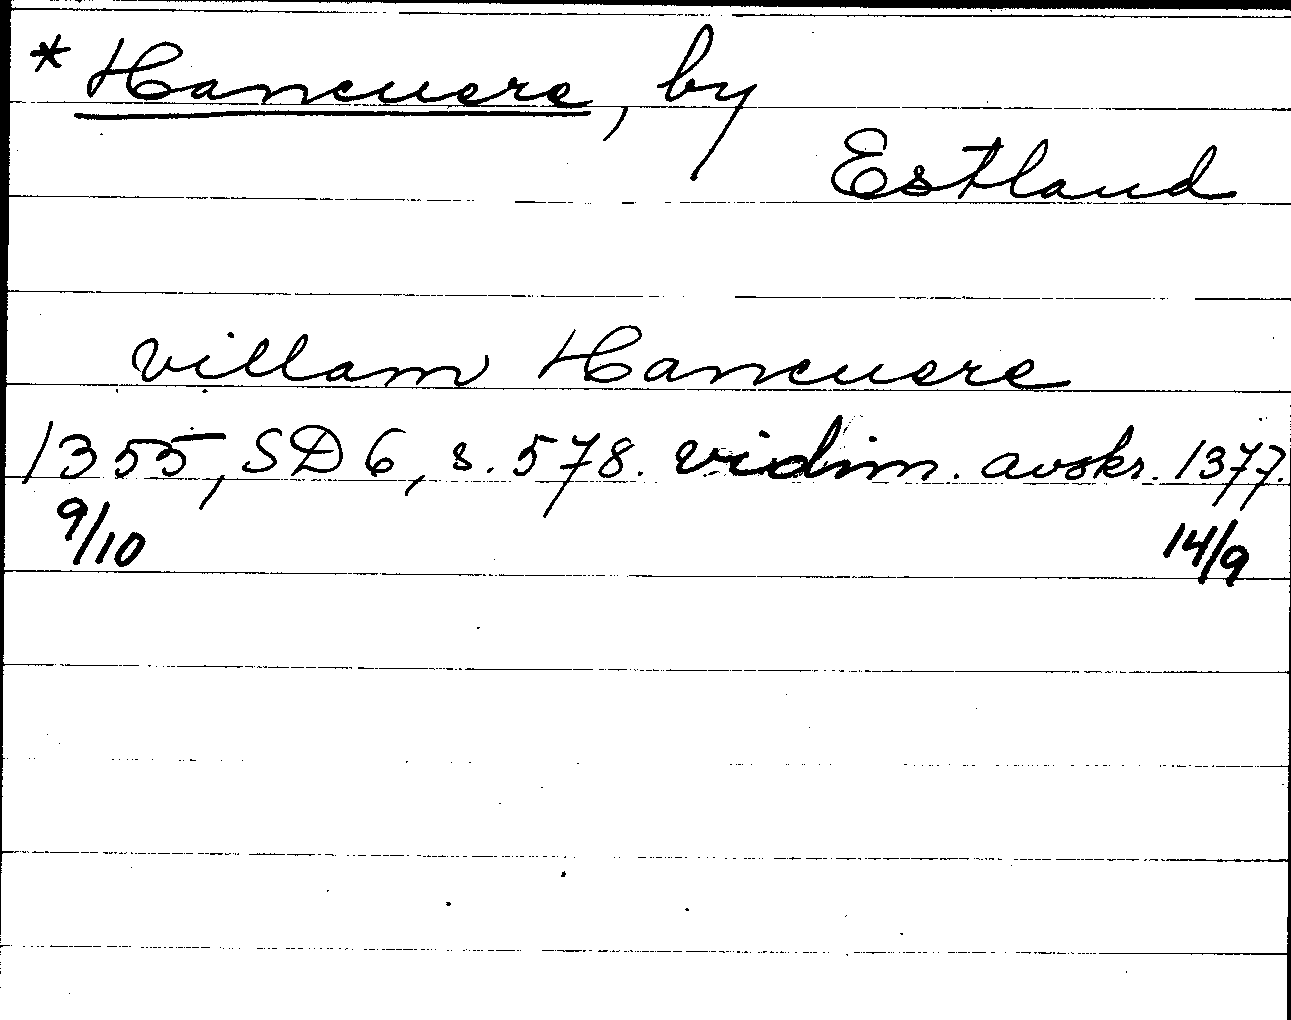 * Hancuere, by
Estland
villam Hancuere
1355, SD 6, s. 578. vidim. avskr. 1377.
9/10 14/9